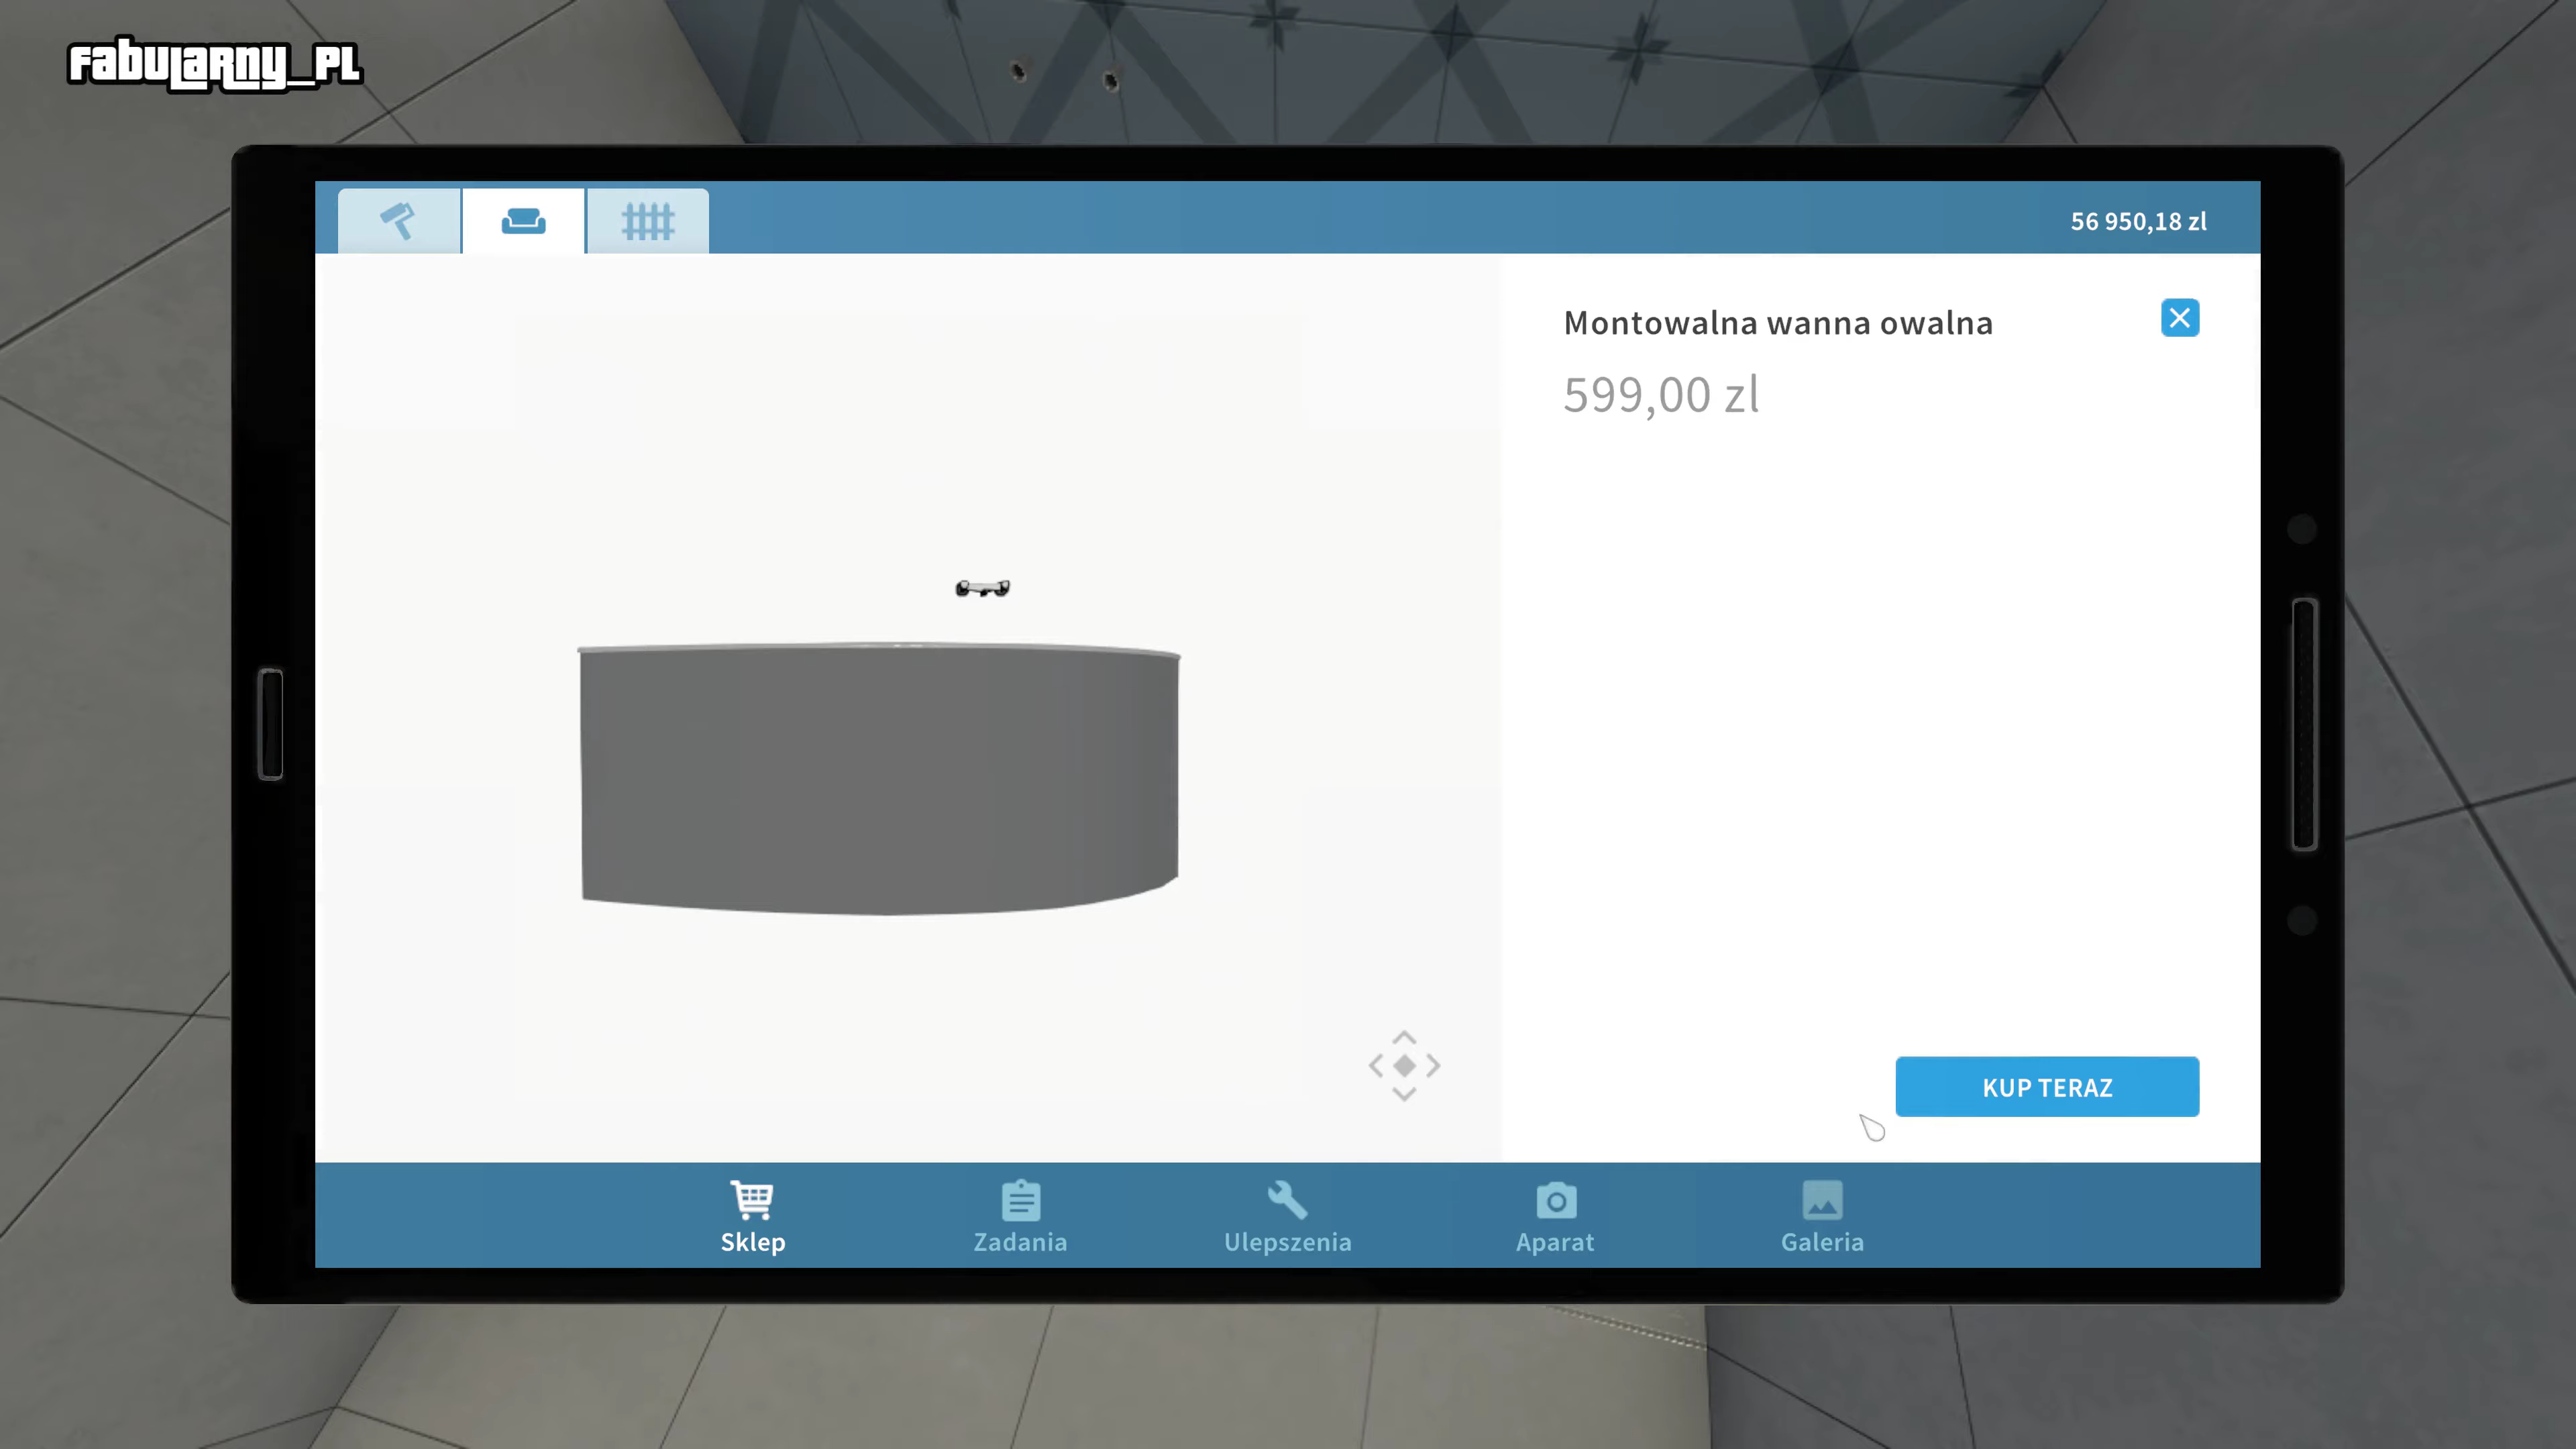 fabularny_pl
56 950,18 zl
Montowalna wanna owalna
599,00 zl
KUP TERAZ
Sklep
Zadania
Ulepszenia
Aparat
Galeria